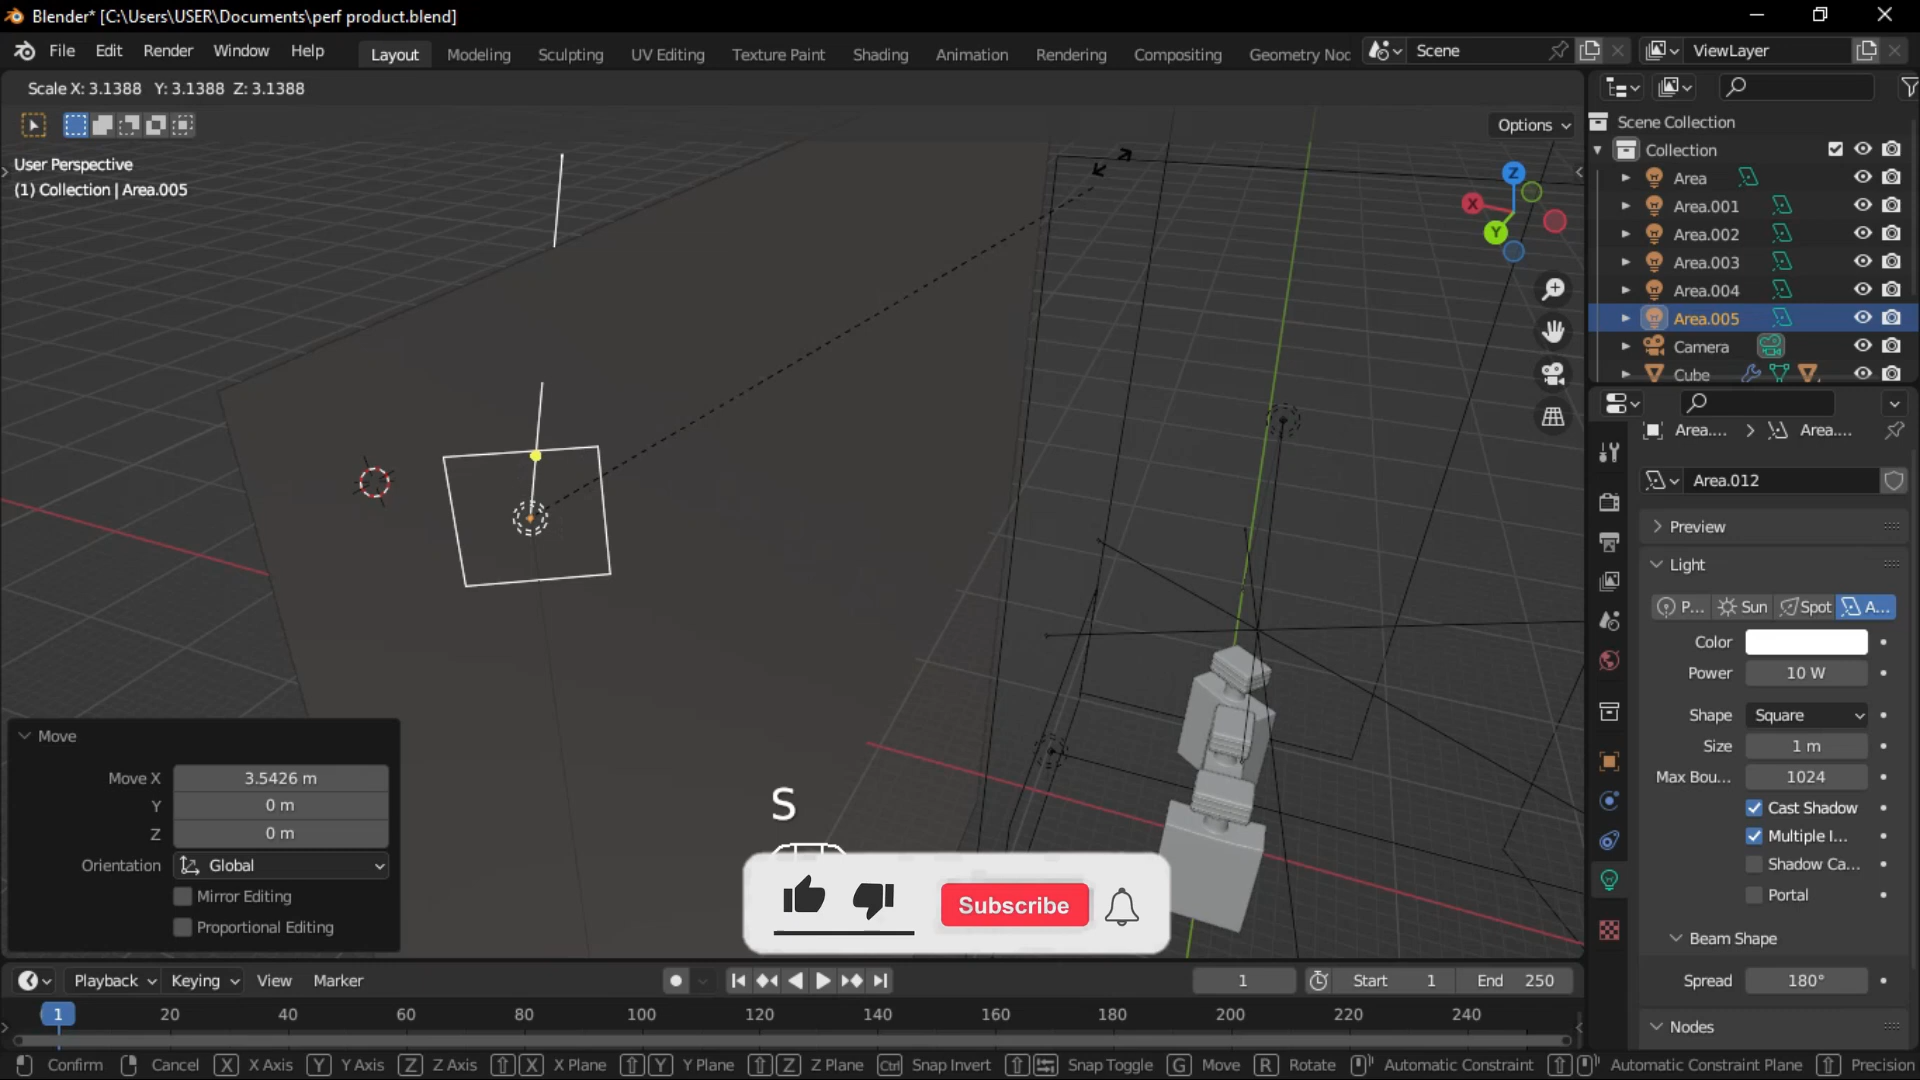 Blender* [C:\Users\USER\Documents\perf product.blend]
File Edit Render Window Help Layout Modeling Sculpting UV Editing Texture Paint Shading Animation Rendering Compositing Geometry Noc Scene ViewLayer
Scale X: 3.1388 Y: 3.1388 Z: 3.1388
Options
User Perspective
(1) Collection | Area.005
Z
X
Y
Scene Collection
Collection
Area
Area.001
Area.002
Area.003
Area.004
Area.005
Camera
Cube
Area.... > Area....
Area.012
Preview
Light
P... Sun Spot A...
Color
Power 10 W
Shape Square
Size 1 m
Max Bou... 1024
Cast Shadow
Multiple I...
Shadow Ca...
Portal
Beam Shape
Spread 180°
Nodes
Move
Move X 3.5426 m
Y 0 m
Z 0 m
Orientation Global
Mirror Editing
Proportional Editing
S
Subscribe
Playback Keying View Marker 1 Start 1 End 250
1 20 40 60 80 100 120 140 160 180 200 220 240
Confirm Cancel X X Axis Y Y Axis Z Z Axis X X Plane Y Y Plane Z Z Plane Ctrl Snap Invert Snap Toggle G Move R Rotate Automatic Constraint Automatic Constraint Plane Precision